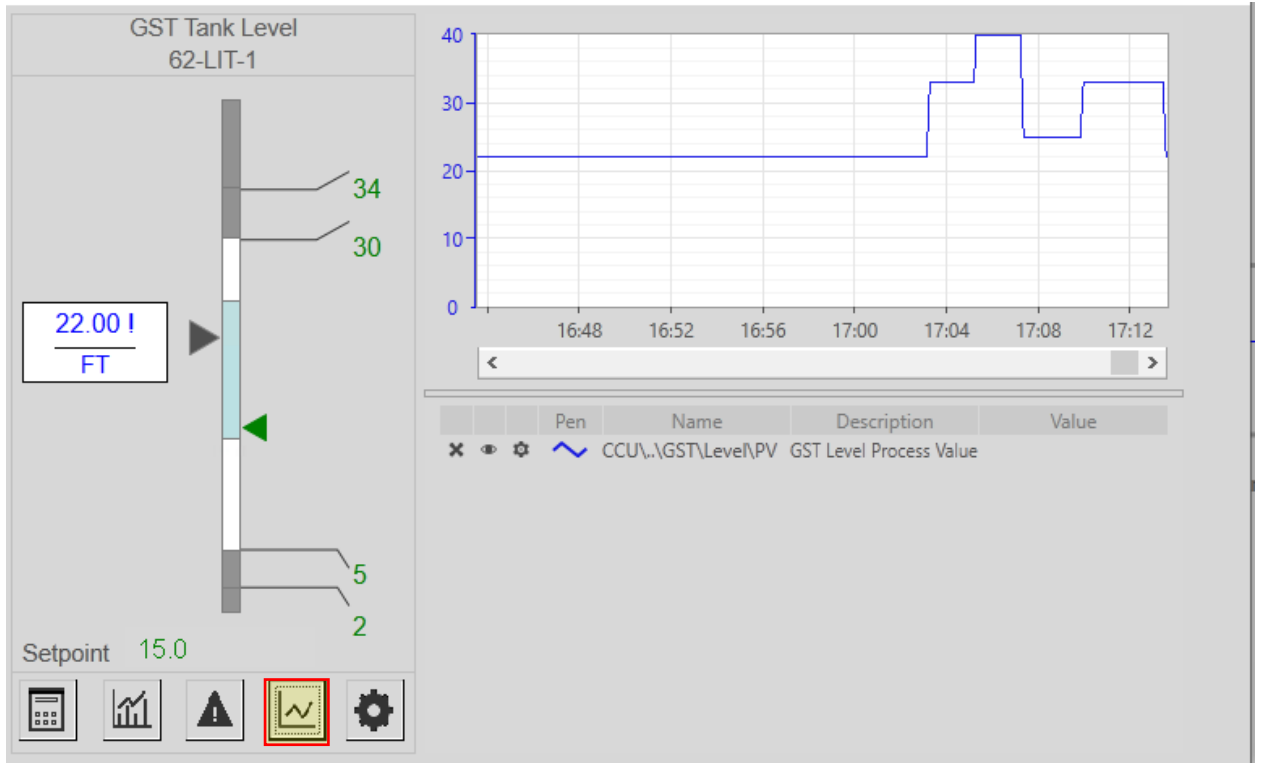 GST Tank Level
62-LIT-1
34
30
22.00 !
FT
5
2
Setpoint 15.0
40
30
20
10
0
16:48 16:52 16:56 17:00 17:04 17:08 17:12
Pen Name Description Value
CCU\..\GST\Level\PV GST Level Process Value